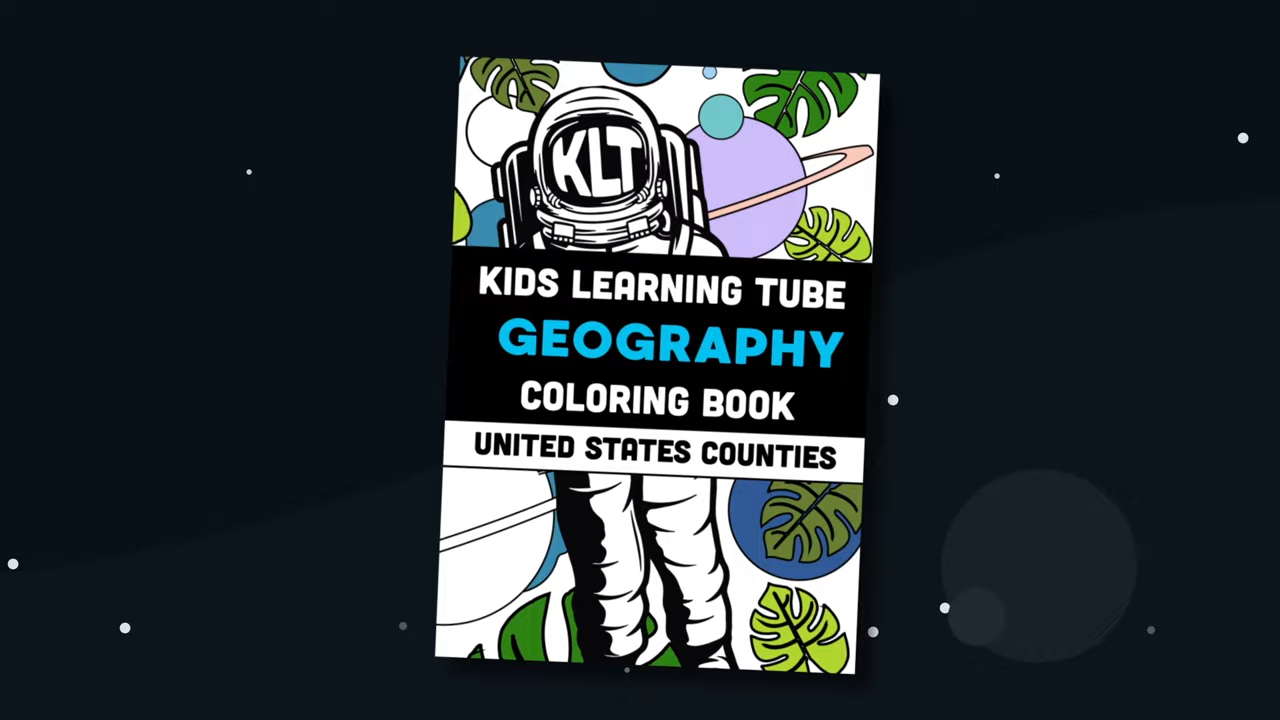 KLT
KIDS LEARNING TUBE
GEOGRAPHY
COLORING BOOK
UNITED STATES COUNTIES